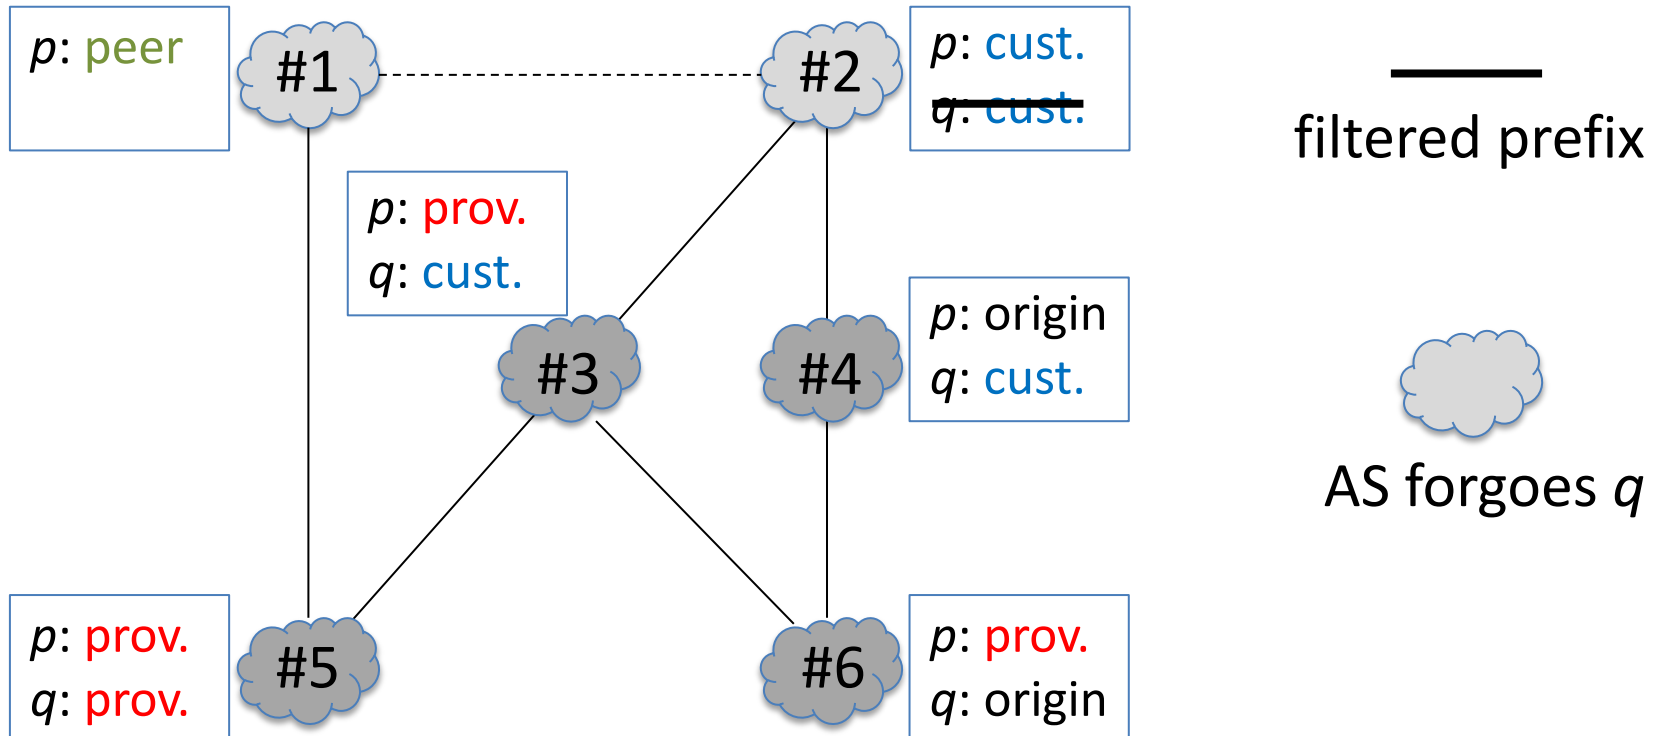 p: peer
#1
#2
p: cust.
q: cust.
filtered prefix
p: prov.
q: cust.
#3
#4
p: origin
q: cust.
AS forgoes q
p: prov.
q: prov.
#5
#6
p: prov.
q: origin